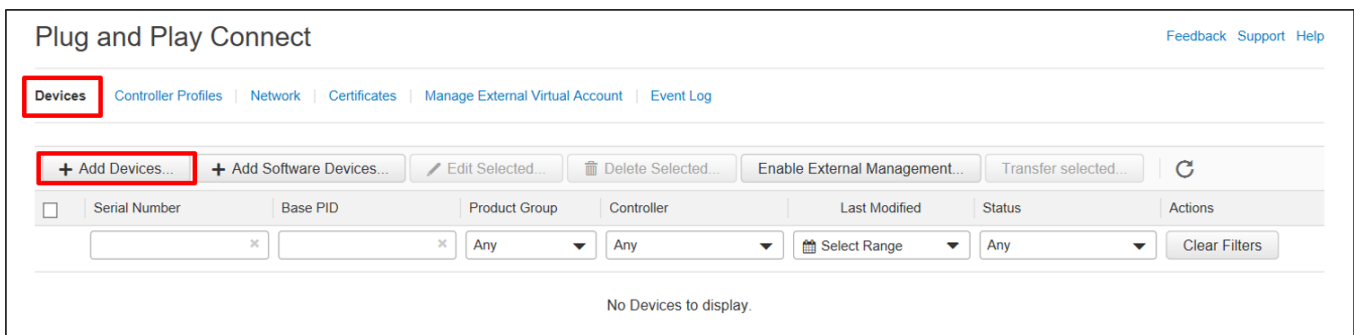 Plug and Play Connect
Feedback Support Help
Devices Controller Profiles | Network | Certificates | Manage External Virtual Account | Event Log
+ Add Devices... + Add Software Devices... Edit Selected... Delete Selected... Enable External Management... Transfer selected...
Serial Number Base PID Product Group Controller Last Modified Status Actions
× × Any Any Select Range Any Clear Filters
No Devices to display.